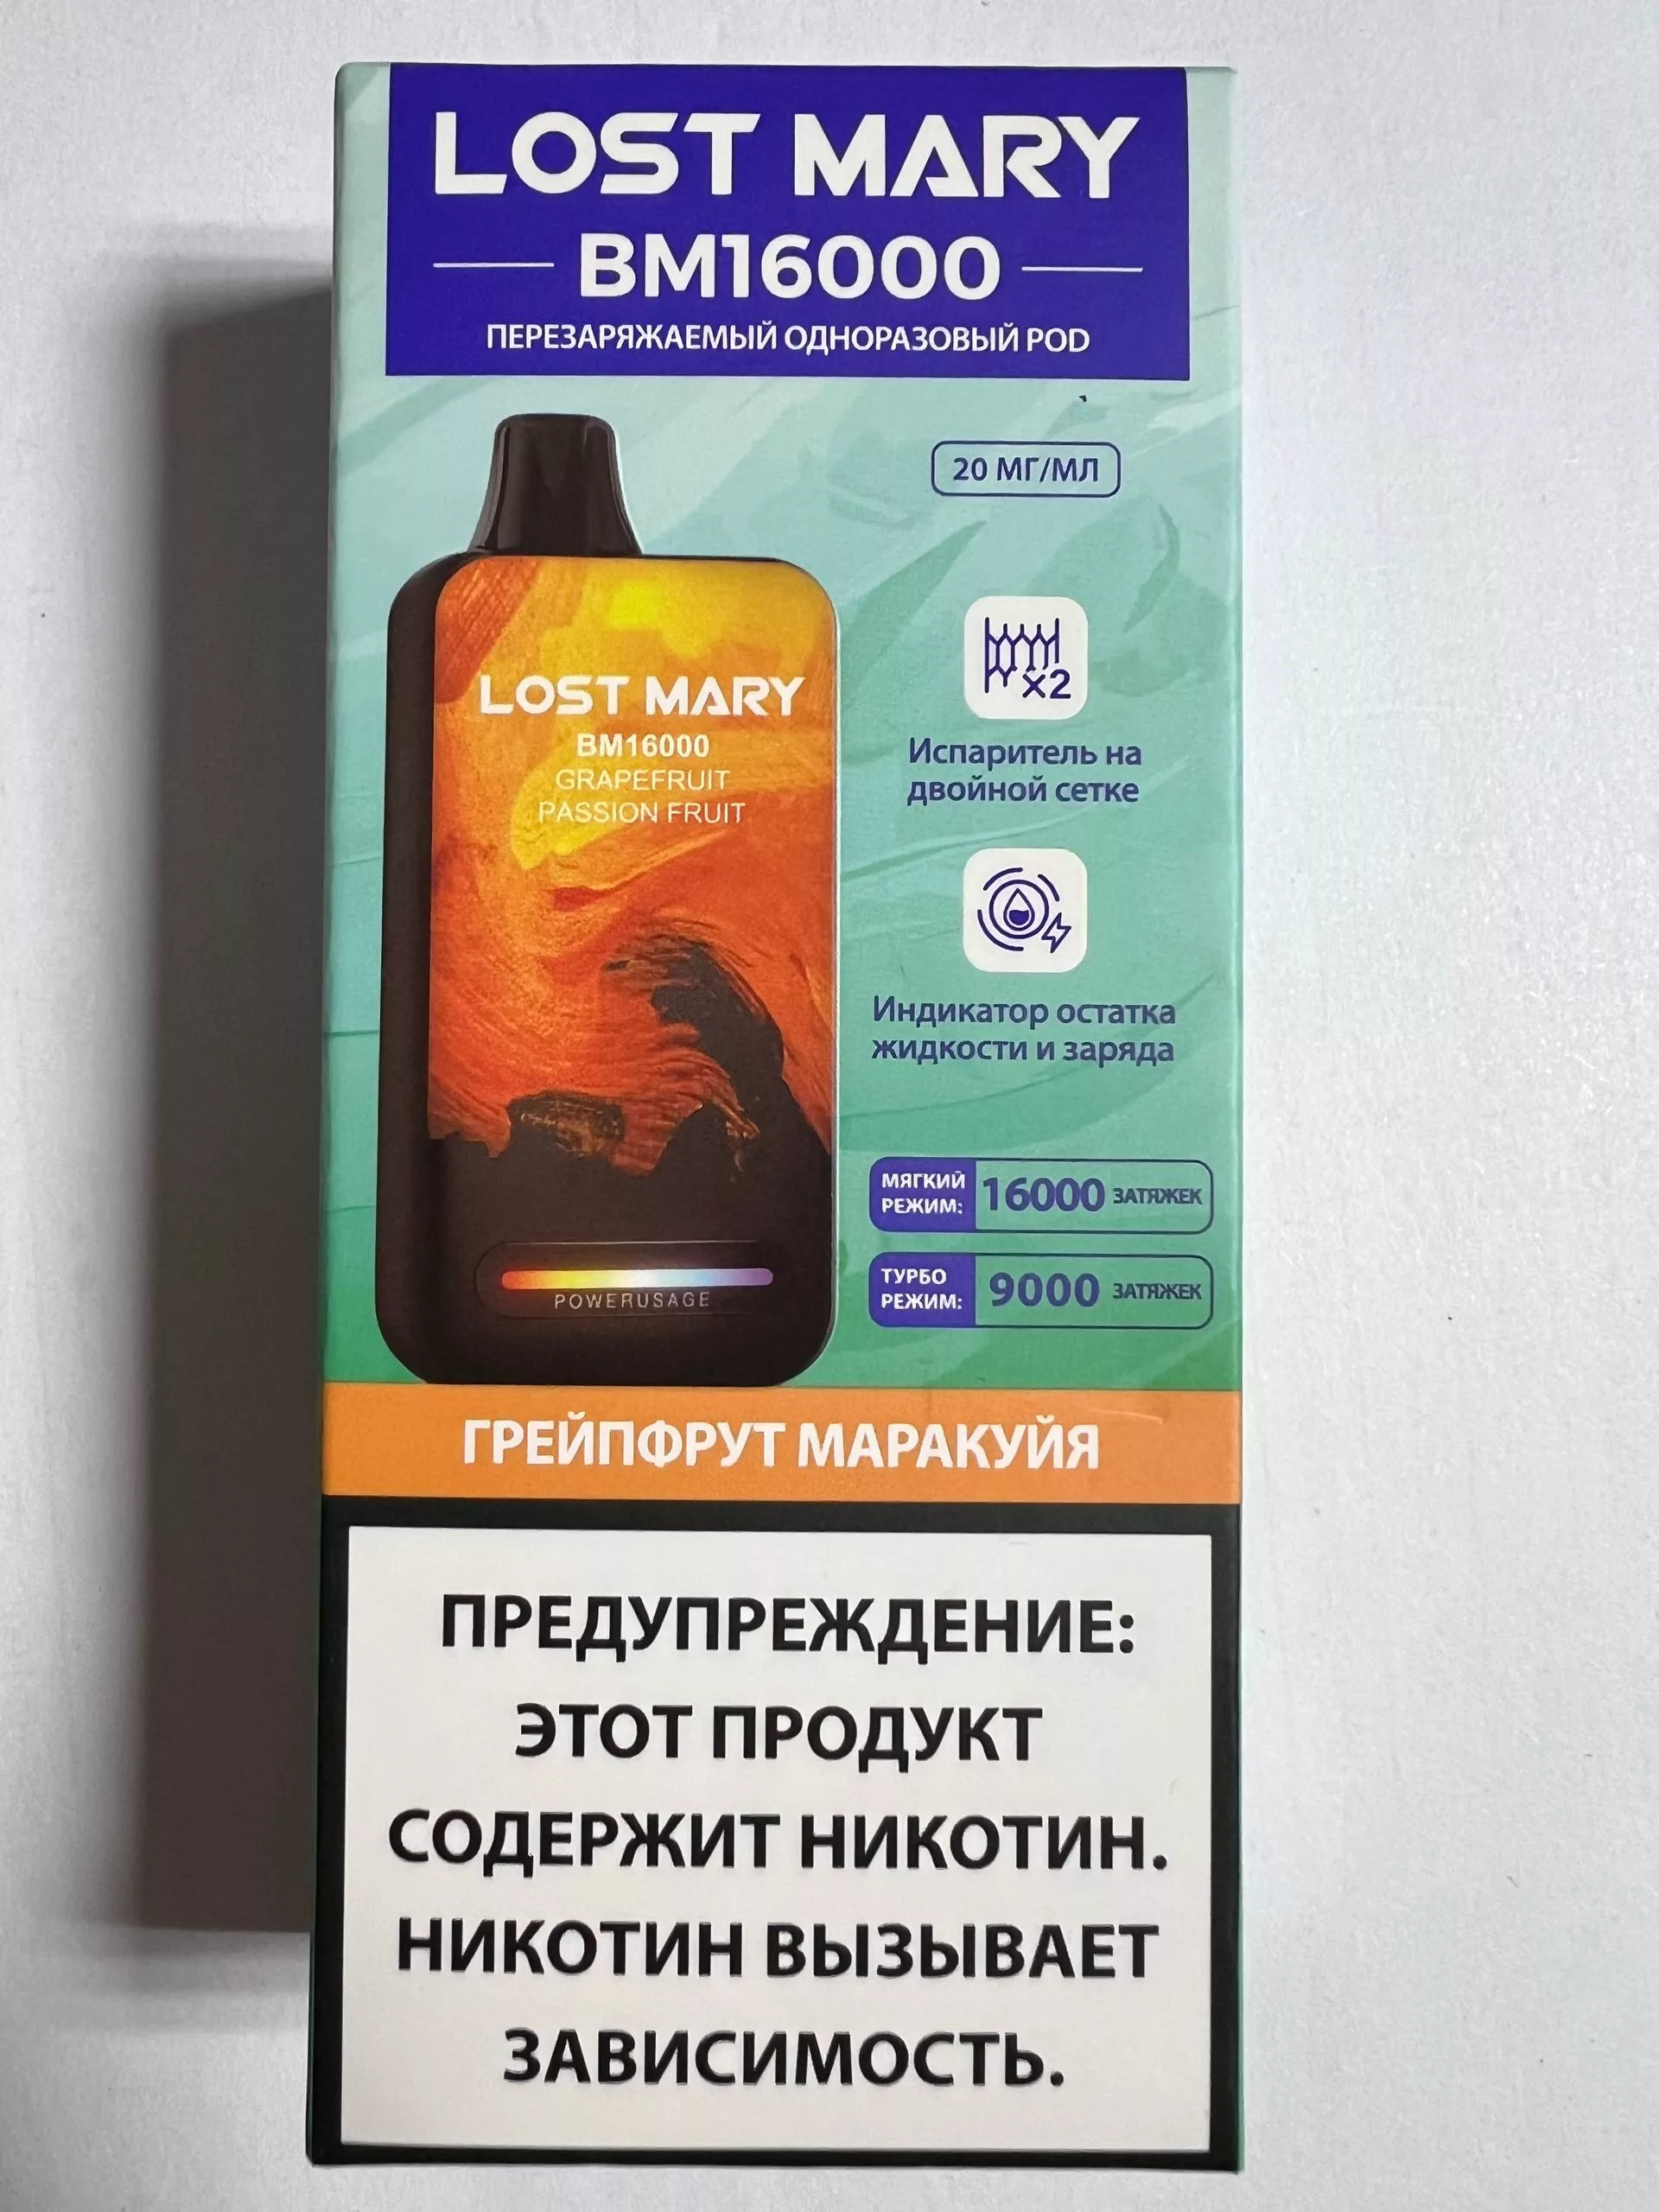 LOST MARY
BM16000
ПЕРЕЗАРЯЖАЕМЫЙ ОДНОРАЗОВЫЙ POD
20 МГ/МЛ
LOST MARY
BM16000
GRAPEFRUIT
PASSION FRUIT
POWERUSAGE
x2
Испаритель на
двойной сетке
Индикатор остатка
жидкости и заряда
МЯГКИЙ
РЕЖИМ:
16000 ЗАТЯЖЕК
ТУРБО
РЕЖИМ:
9000 ЗАТЯЖЕК
ГРЕЙПФРУТ МАРАКУЙЯ
ПРЕДУПРЕЖДЕНИЕ:
ЭТОТ ПРОДУКТ
СОДЕРЖИТ НИКОТИН.
НИКОТИН ВЫЗЫВАЕТ
ЗАВИСИМОСТЬ.